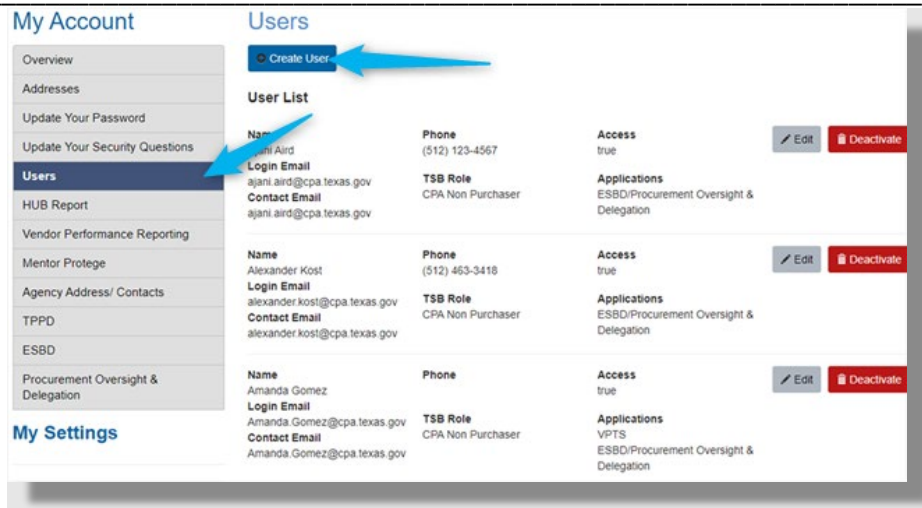 My Account
Overview
Addresses
Update Your Password
Update Your Security Questions
Users
HUB Report
Vendor Performance Reporting
Mentor Protege
Agency Address/ Contacts
TPPD
ESBD
Procurement Oversight &
Delegation
My Settings
Users
Create User
User List
Name
Aird
Login Email
ajani.aird@cpa.texas.gov
Contact Email
ajani.aird@cpa.texas.gov
Phone
(512) 123-4567
TSB Role
CPA Non Purchaser
Access
true
Applications
ESBD/Procurement Oversight &
Delegation
Edit
Deactivate
Name
Alexander Kost
Login Email
alexander.kost@cpa.texas.gov
Contact Email
alexander.kost@cpa.texas.gov
Phone
(512) 463-3418
TSB Role
CPA Non Purchaser
Access
true
Applications
ESBD/Procurement Oversight &
Delegation
Edit
Deactivate
Name
Amanda Gomez
Login Email
Amanda.Gomez@cpa.texas.gov
Contact Email
Amanda.Gomez@cpa.texas.gov
Phone
TSB Role
CPA Non Purchaser
Access
true
Applications
VPTS
ESBD/Procurement Oversight &
Delegation
Edit
Deactivate